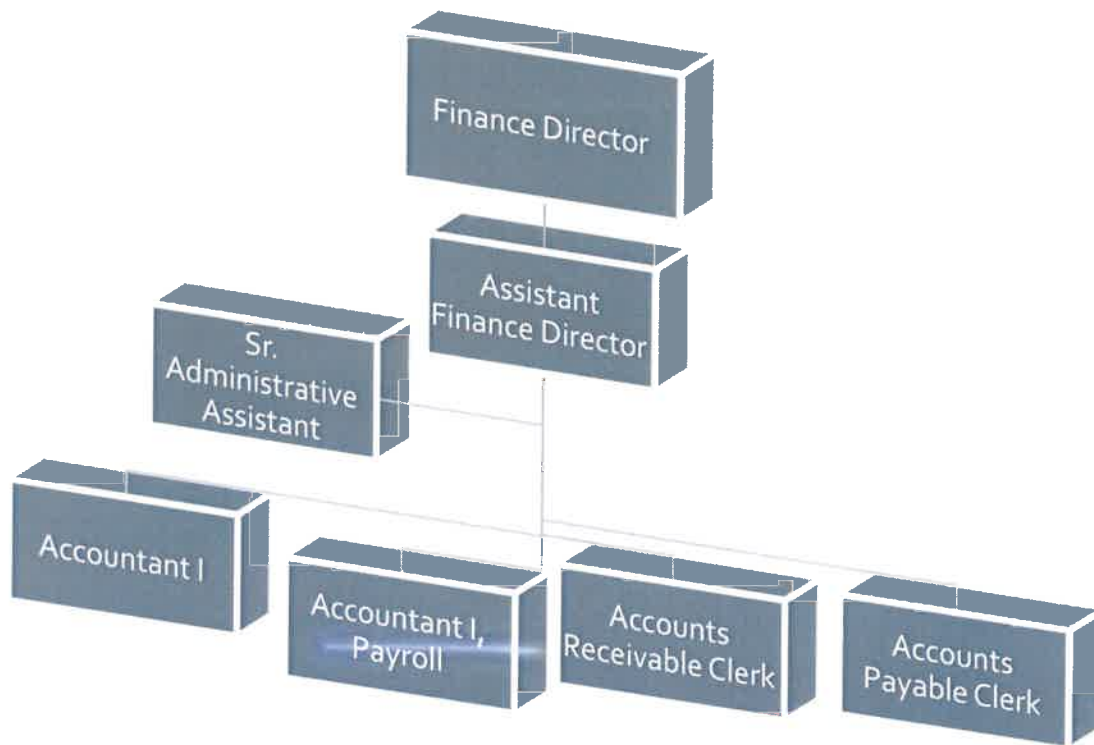 Finance Director
Assistant
Finance Director
Sr.
Administrative
Assistant
Accountant I
Accountant I,
Payroll
Accounts
Receivable Clerk
Accounts
Payable Clerk